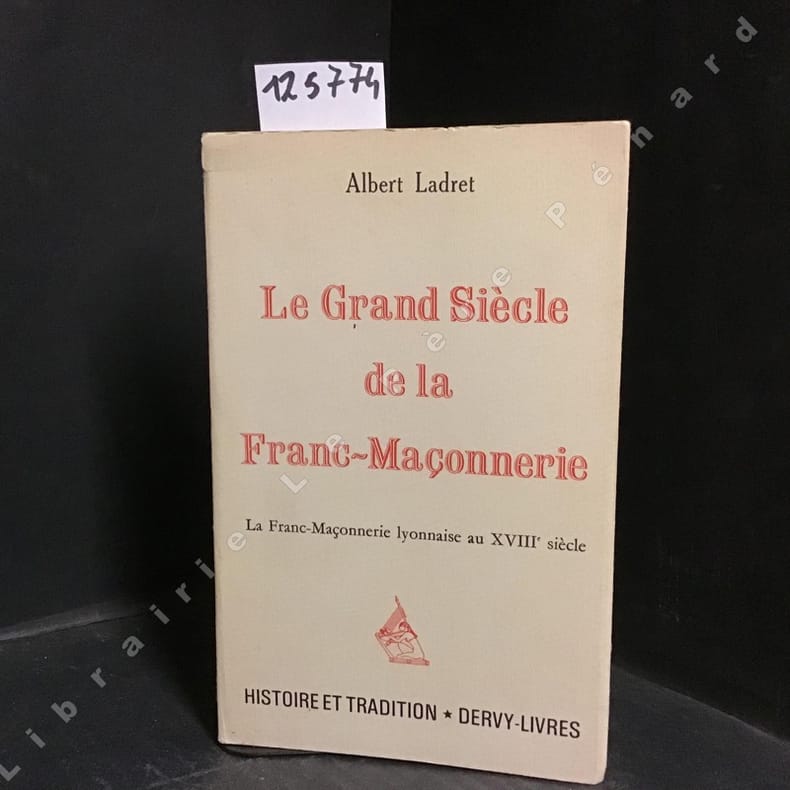 125774
Albert Ladret
Le Grand Siècle
de la
Franc-Maçonnerie
La Franc-Maçonnerie lyonnaise au XVIIIe siècle
HISTOIRE ET TRADITION ★ DERVY-LIVRES
Librairie Le Père Pénard